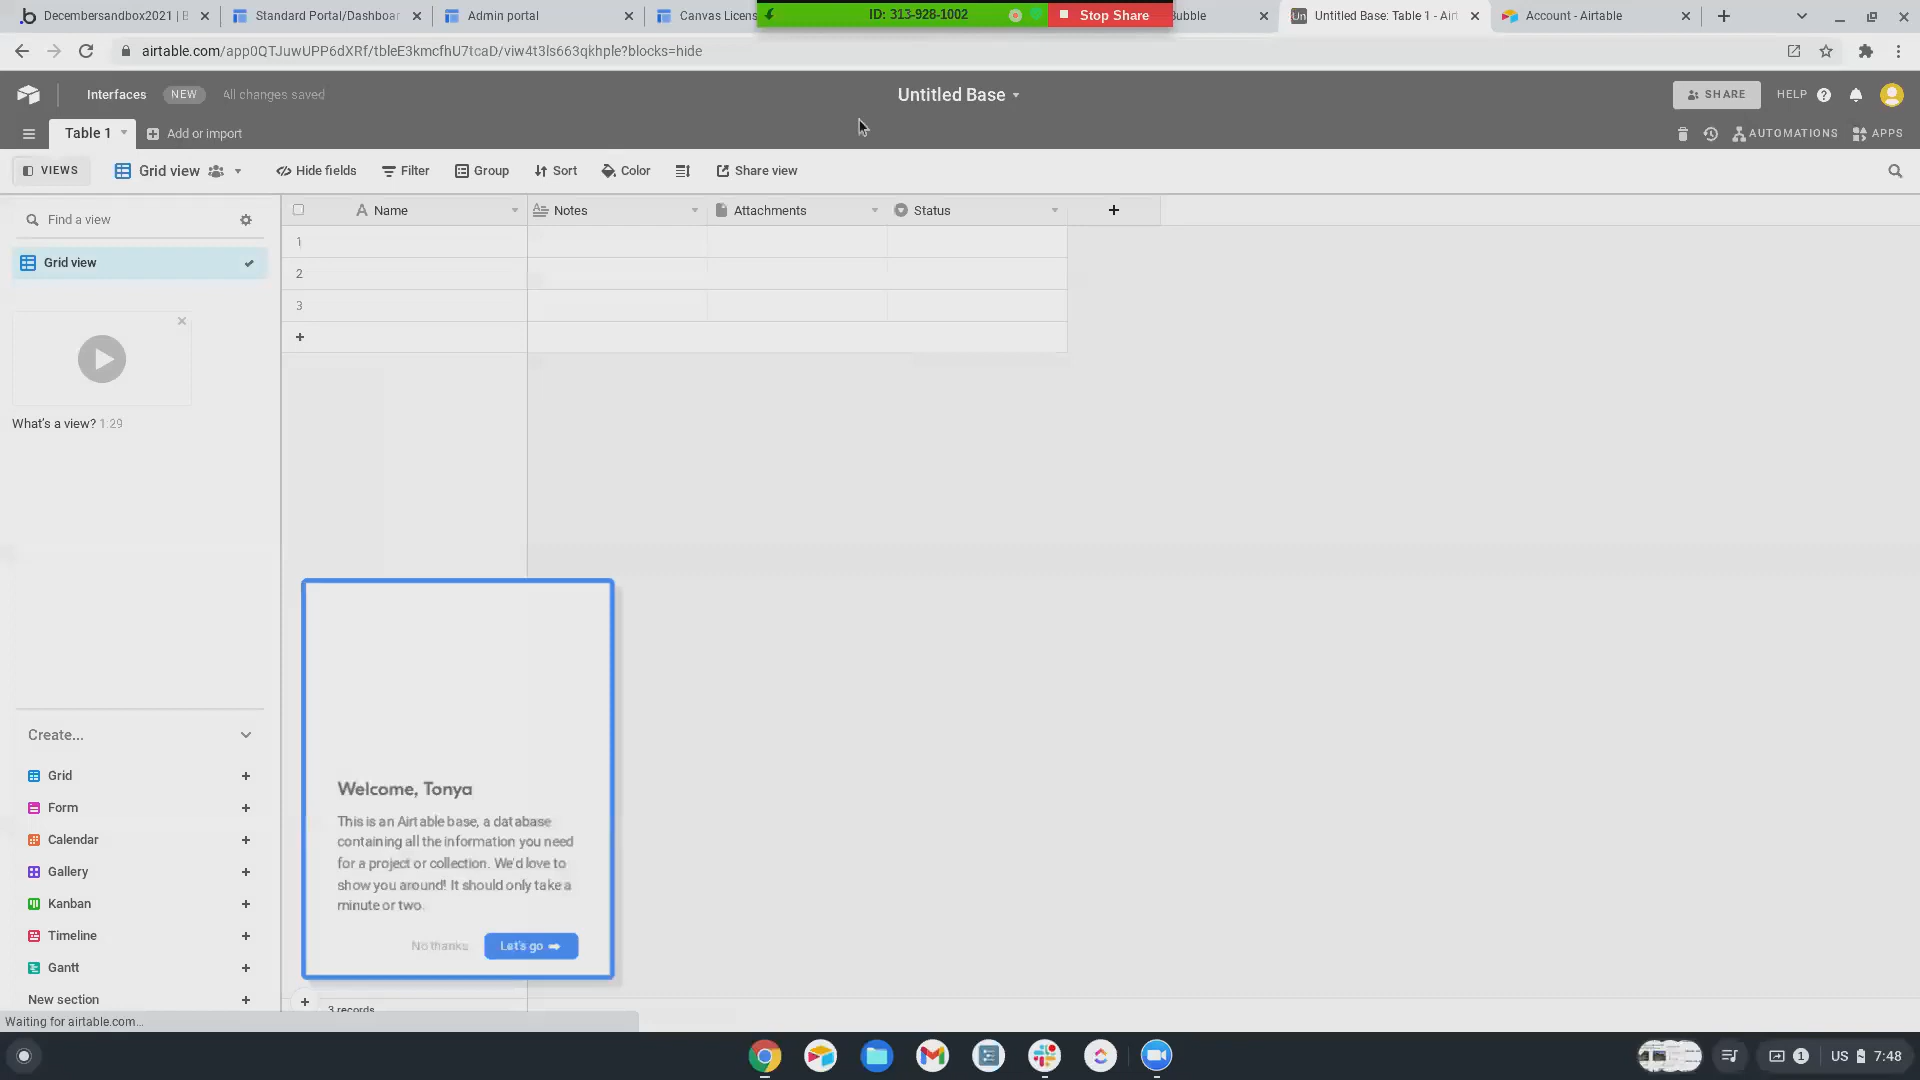 Decembersandbox2021 | B
Standard Portal/Dashboar
Admin portal
Canvas Licens
ID: 313-928-1002
Stop Share
Bubble
Un
Untitled Base: Table 1 - Air
Account - Airtable
airtable.com/app0QTJuwUPP6dXRf/tbleE3kmcfhU7tcaD/viw4t3ls663qkhple?blocks=hide
Interfaces
NEW
All changes saved
Untitled Base
SHARE
HELP
Table 1
Add or import
AUTOMATIONS
APPS
VIEWS
Grid view
Hide fields
Filter
Group
Sort
Color
Share view
Find a view
Name
Notes
Attachments
Status
Grid view
1
2
3
What's a view? 1:29
Create...
Grid
Form
Calendar
Gallery
Kanban
Timeline
Gantt
New section
Welcome, Tonya
This is an Airtable base, a database
containing all the information you need
for a project or collection. We'd love to
show you around! It should only take a
minute or two.
No thanks
Let's go
3 records
Waiting for airtable.com...
1
US
7:48